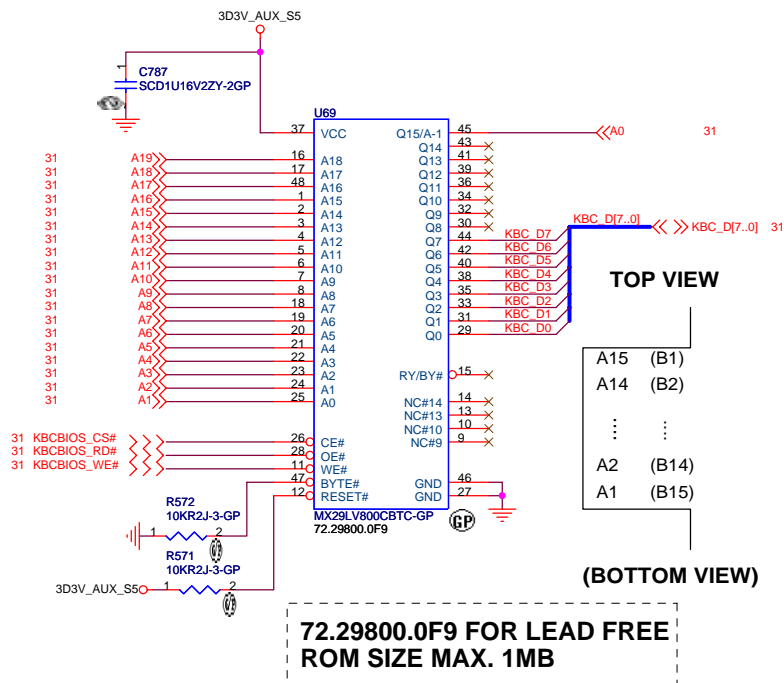 3D3V_AUX_S5
1
C787
SCD1U16V2ZY-2GP
U69
37 VCC Q15/A-1 45 A0 31
Q14 43
31 A19 16 A18 Q13 41
31 A18 17 A17 Q12 39
31 A17 48 A16 Q11 36
31 A16 1 A15 Q10 34
31 A15 2 A14 Q9 32
31 A14 3 A13 Q8 30
31 A13 4 A12 Q7 44 KBC_D7
31 A12 5 A11 Q6 42 KBC_D6
31 A11 6 A10 Q5 40 KBC_D5
31 A10 7 A9 Q4 38 KBC_D4
31 A9 8 A8 Q3 35 KBC_D3
31 A8 18 A7 Q2 33 KBC_D2
31 A7 19 A6 Q1 31 KBC_D1
31 A6 20 A5 Q0 29 KBC_D0
KBC_D[7..0] KBC_D[7..0] 31
31 A5 21 A4
31 A4 22 A3
31 A3 23 A2 RY/BY# 15
31 A2 24 A1
31 A1 25 A0
NC#14 14
NC#13 13
NC#10 10
NC#9 9
31 KBCBIOS_CS# 26 CE#
31 KBCBIOS_RD# 28 OE#
31 KBCBIOS_WE# 11 WE#
47 BYTE# GND 46
12 RESET# GND 27
MX29LV800CBTC-GP
72.29800.0F9
GP
R572
10KR2J-3-GP
1 2
R571
10KR2J-3-GP
3D3V_AUX_S5 1 2
TOP VIEW
A15 (B1)
A14 (B2)
A2 (B14)
A1 (B15)
(BOTTOM VIEW)
72.29800.0F9 FOR LEAD FREE
ROM SIZE MAX. 1MB